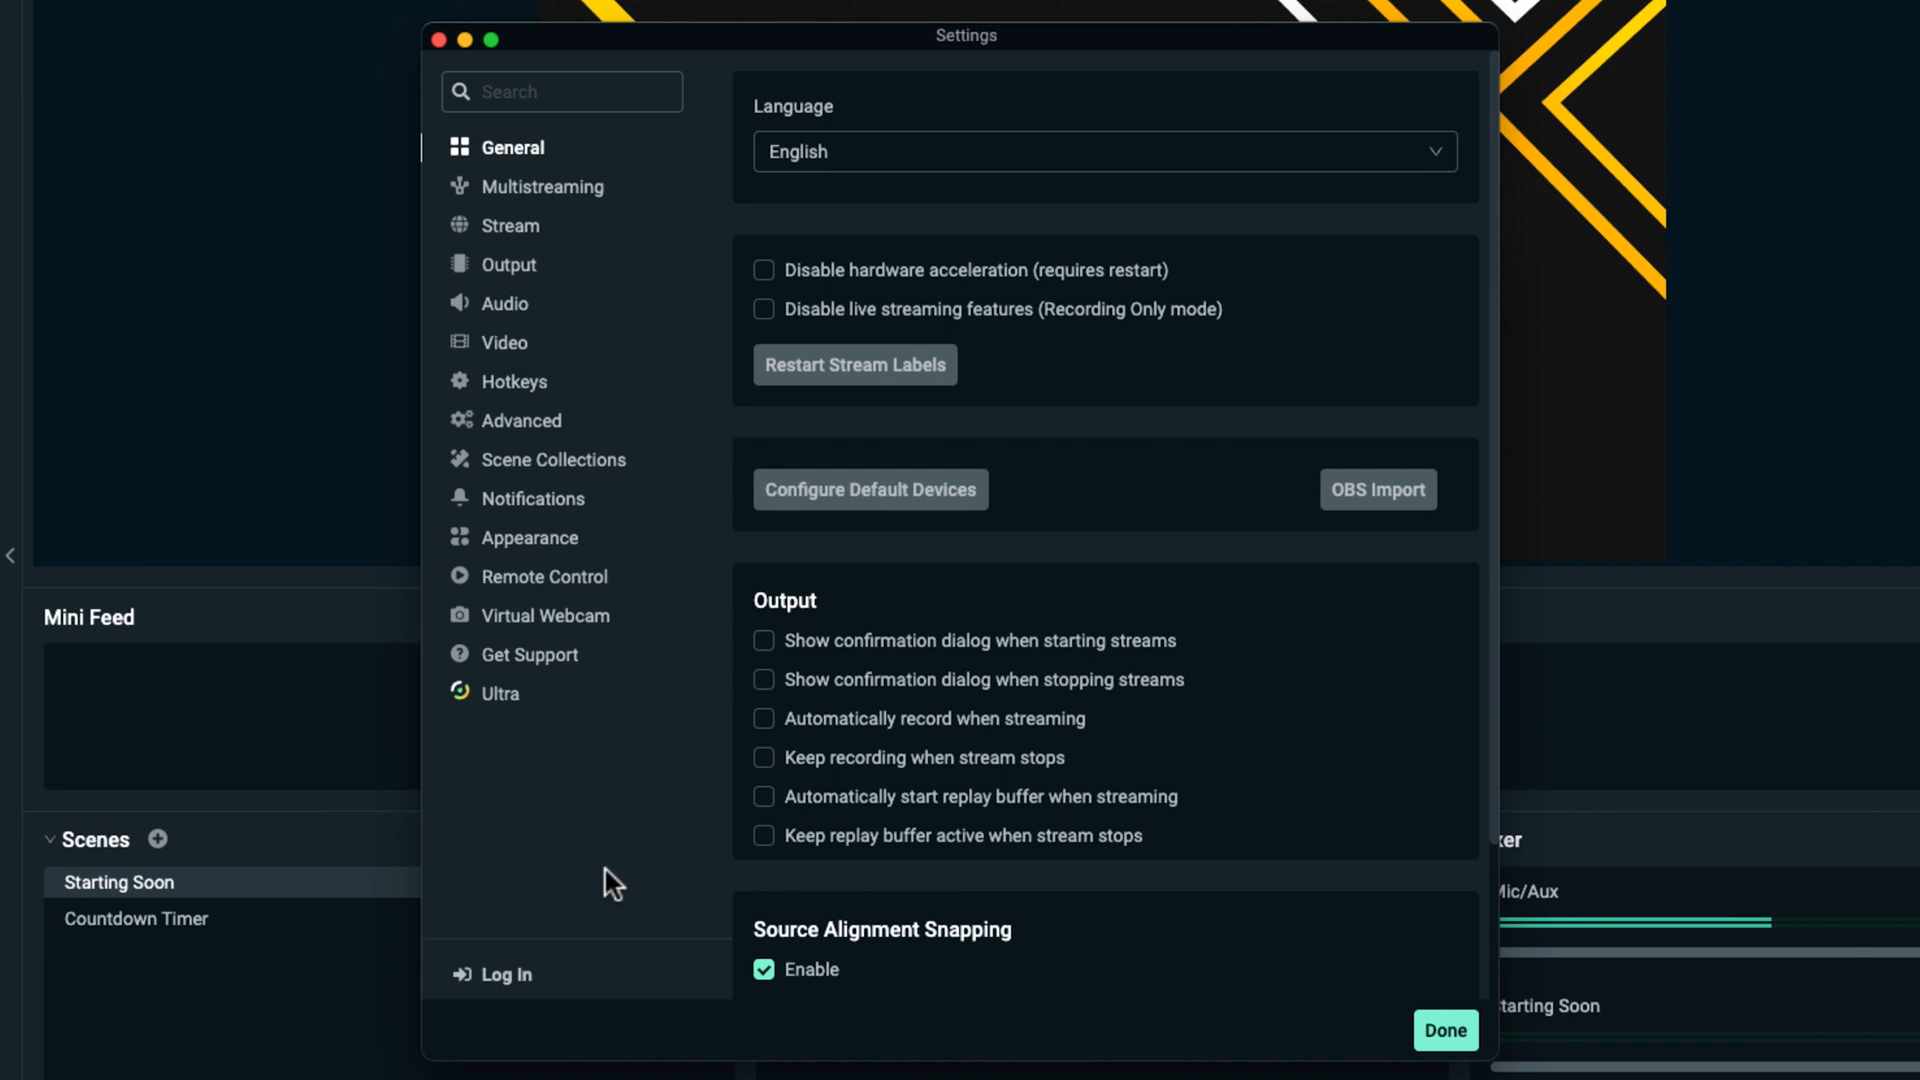 Settings
Search
General
Multistreaming
Stream
Output
Audio
Video
Hotkeys
Advanced
Scene Collections
Notifications
Appearance
Remote Control
Virtual Webcam
Get Support
Ultra
Log In
Language
English
Disable hardware acceleration (requires restart)
Disable live streaming features (Recording Only mode)
Restart Stream Labels
Configure Default Devices
OBS Import
Output
Show confirmation dialog when starting streams
Show confirmation dialog when stopping streams
Automatically record when streaming
Keep recording when stream stops
Automatically start replay buffer when streaming
Keep replay buffer active when stream stops
Source Alignment Snapping
Enable
Done
Mini Feed
Scenes
Starting Soon
Countdown Timer